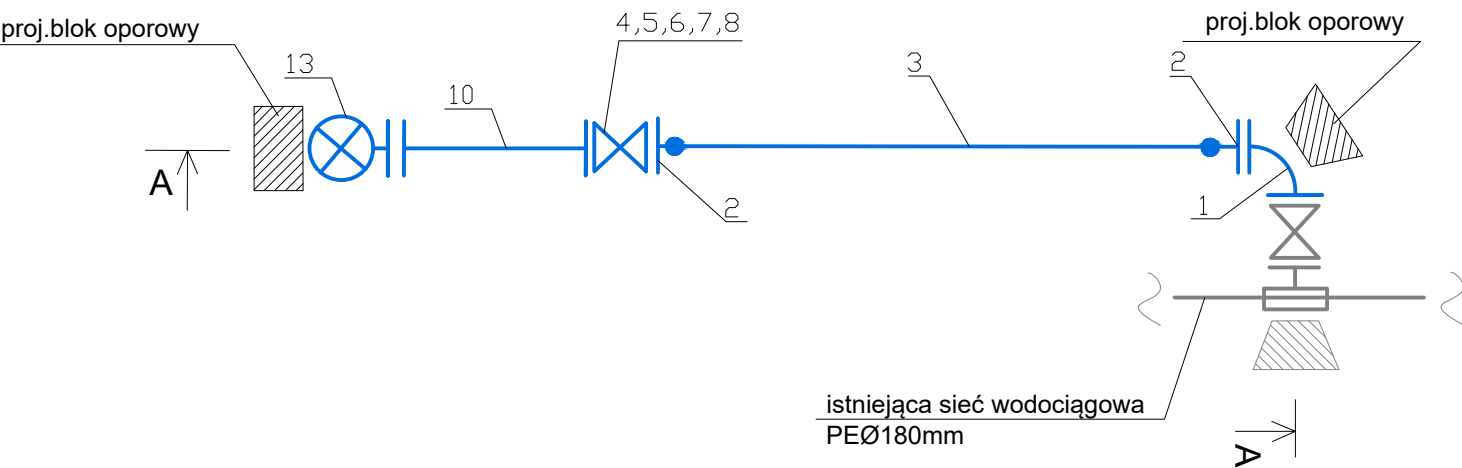 proj.blok oporowy
4,5,6,7,8
proj.blok oporowy
13
3
2
10
A
2
1
istniejąca sieć wodociągowa
PEØ180mm
A